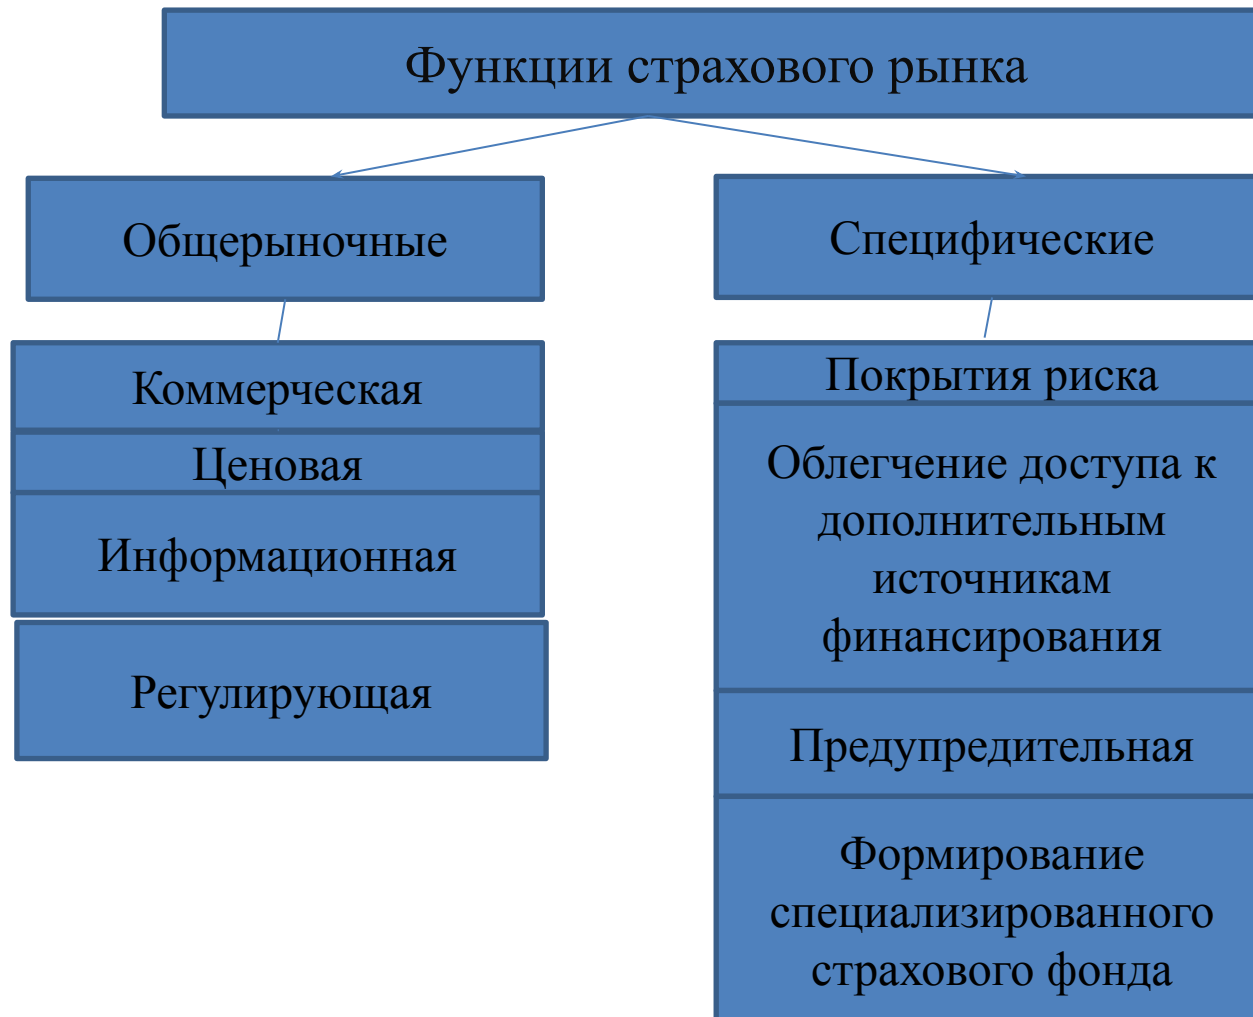 Функции страхового рынка
Общерыночные
Специфические
Коммерческая
Ценовая
Информационная
Регулирующая
Покрытия риска
Облегчение доступа к
дополнительным
источникам
финансирования
Предупредительная
Формирование
специализированного
страхового фонда